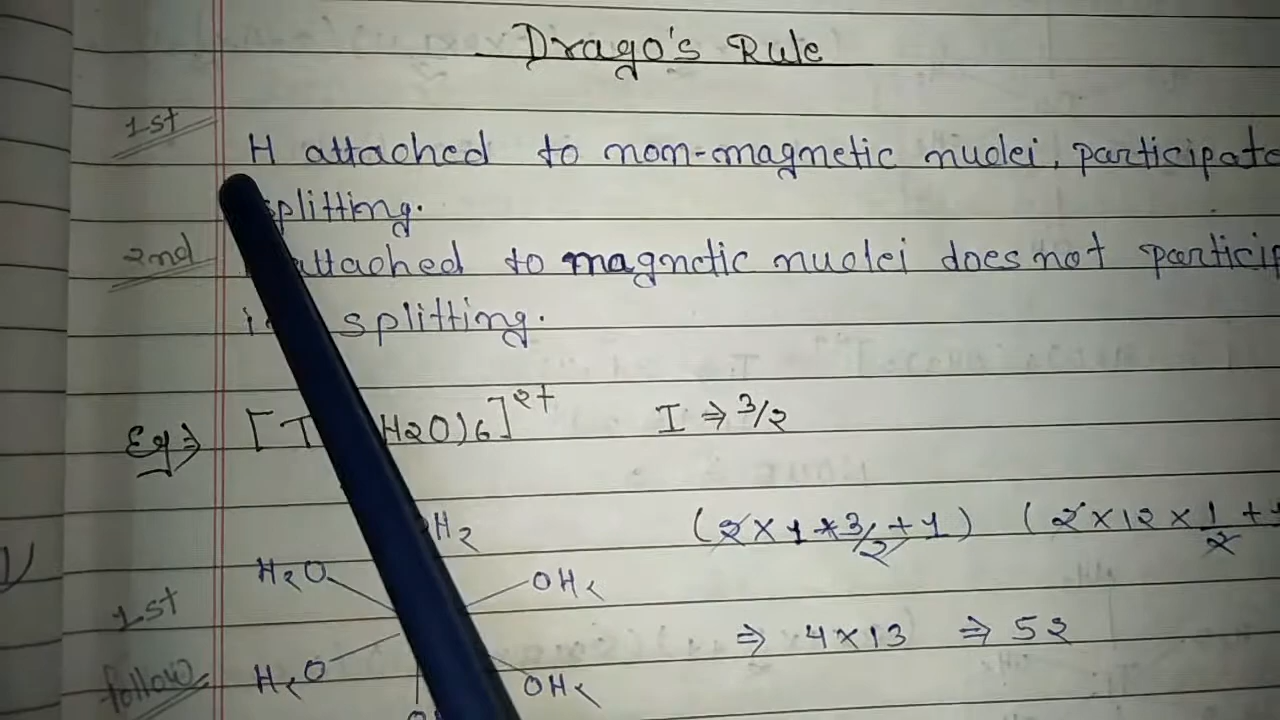 Drago's Rule
1st
H attached to non-magnetic nuclei, participate
splitting.
2nd
attached to magnetic nuclei does not particip
splitting.
Eg ⇒ [T H2O)6]2+ I ⇒ 3/2
H2 (2 × 1 × 3/2 + 1) (2 × 12 × 1/2 +
H2O OH2
1st
⇒ 4 × 13 ⇒ 52
follow H2O OH2